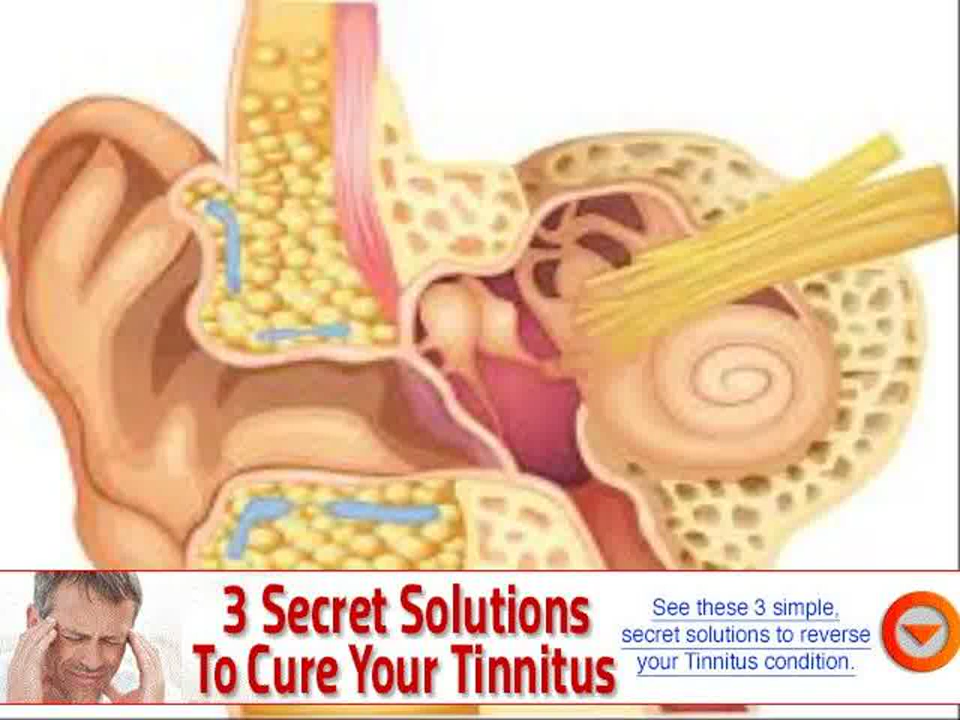 3 Secret Solutions
To Cure Your Tinnitus
See these 3 simple,
secret solutions to reverse
your Tinnitus condition.